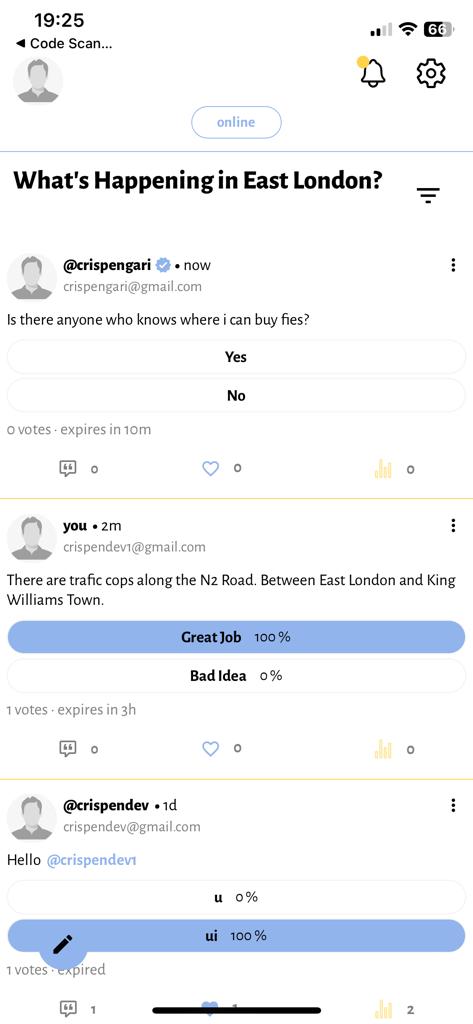 19:25
66
◀ Code Scan...
online
What's Happening in East London?
@crispengari • now
crispengari@gmail.com
Is there anyone who knows where i can buy fies?
Yes
No
0 votes · expires in 10m
0 0 0
you • 2m
crispendev1@gmail.com
There are trafic cops along the N2 Road. Between East London and King
Williams Town.
Great Job 100 %
Bad Idea 0 %
1 votes · expires in 3h
0 0 0
@crispendev • 1d
crispendev@gmail.com
Hello @crispendev1
u 0 %
ui 100 %
1 votes · expired
1 1 2